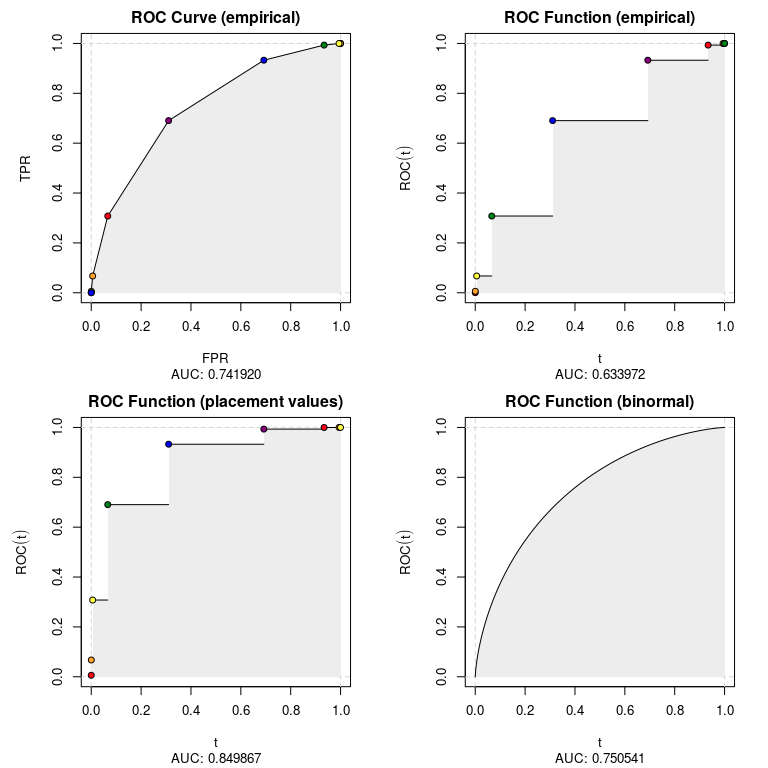 ROC Curve (empirical)
TPR
1.0
0.8
0.6
0.4
0.2
0.0
0.0 0.2 0.4 0.6 0.8 1.0
FPR
AUC: 0.741920
ROC Function (empirical)
ROC(t)
1.0
0.8
0.6
0.4
0.2
0.0
0.0 0.2 0.4 0.6 0.8 1.0
t
AUC: 0.633972
ROC Function (placement values)
ROC(t)
1.0
0.8
0.6
0.4
0.2
0.0
0.0 0.2 0.4 0.6 0.8 1.0
t
AUC: 0.849867
ROC Function (binormal)
ROC(t)
1.0
0.8
0.6
0.4
0.2
0.0
0.0 0.2 0.4 0.6 0.8 1.0
t
AUC: 0.750541